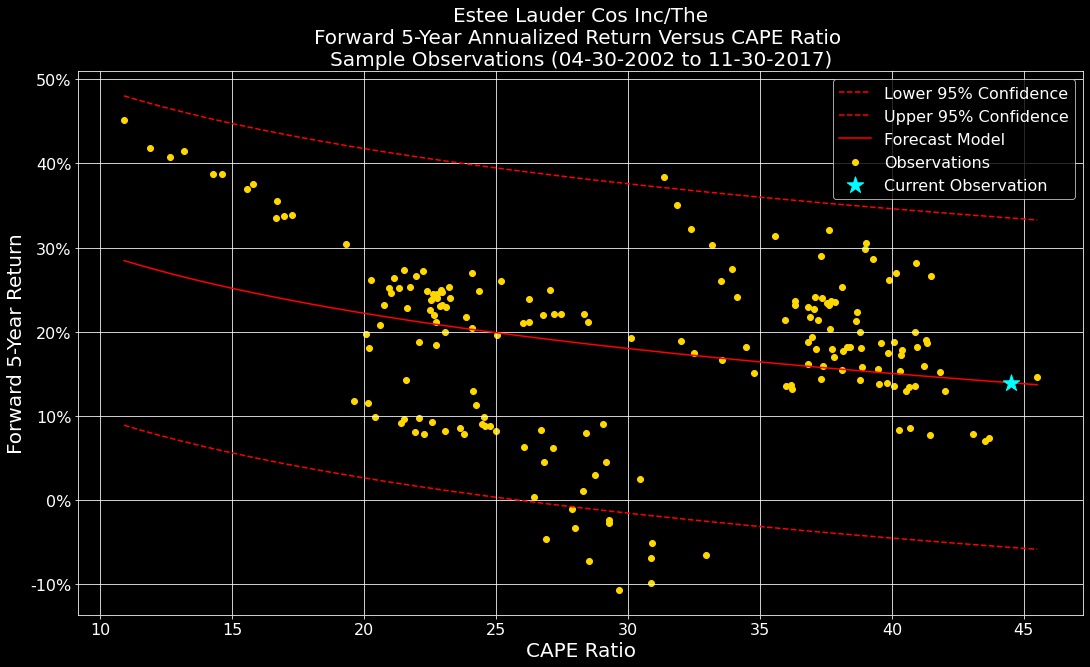 Estee Lauder Cos Inc/The
Forward 5-Year Annualized Return Versus CAPE Ratio
Sample Observations (04-30-2002 to 11-30-2017)
Lower 95% Confidence
Upper 95% Confidence
Forecast Model
Observations
Current Observation
Forward 5-Year Return
50%
40%
30%
20%
10%
0%
-10%
10 15 20 25 30 35 40 45
CAPE Ratio